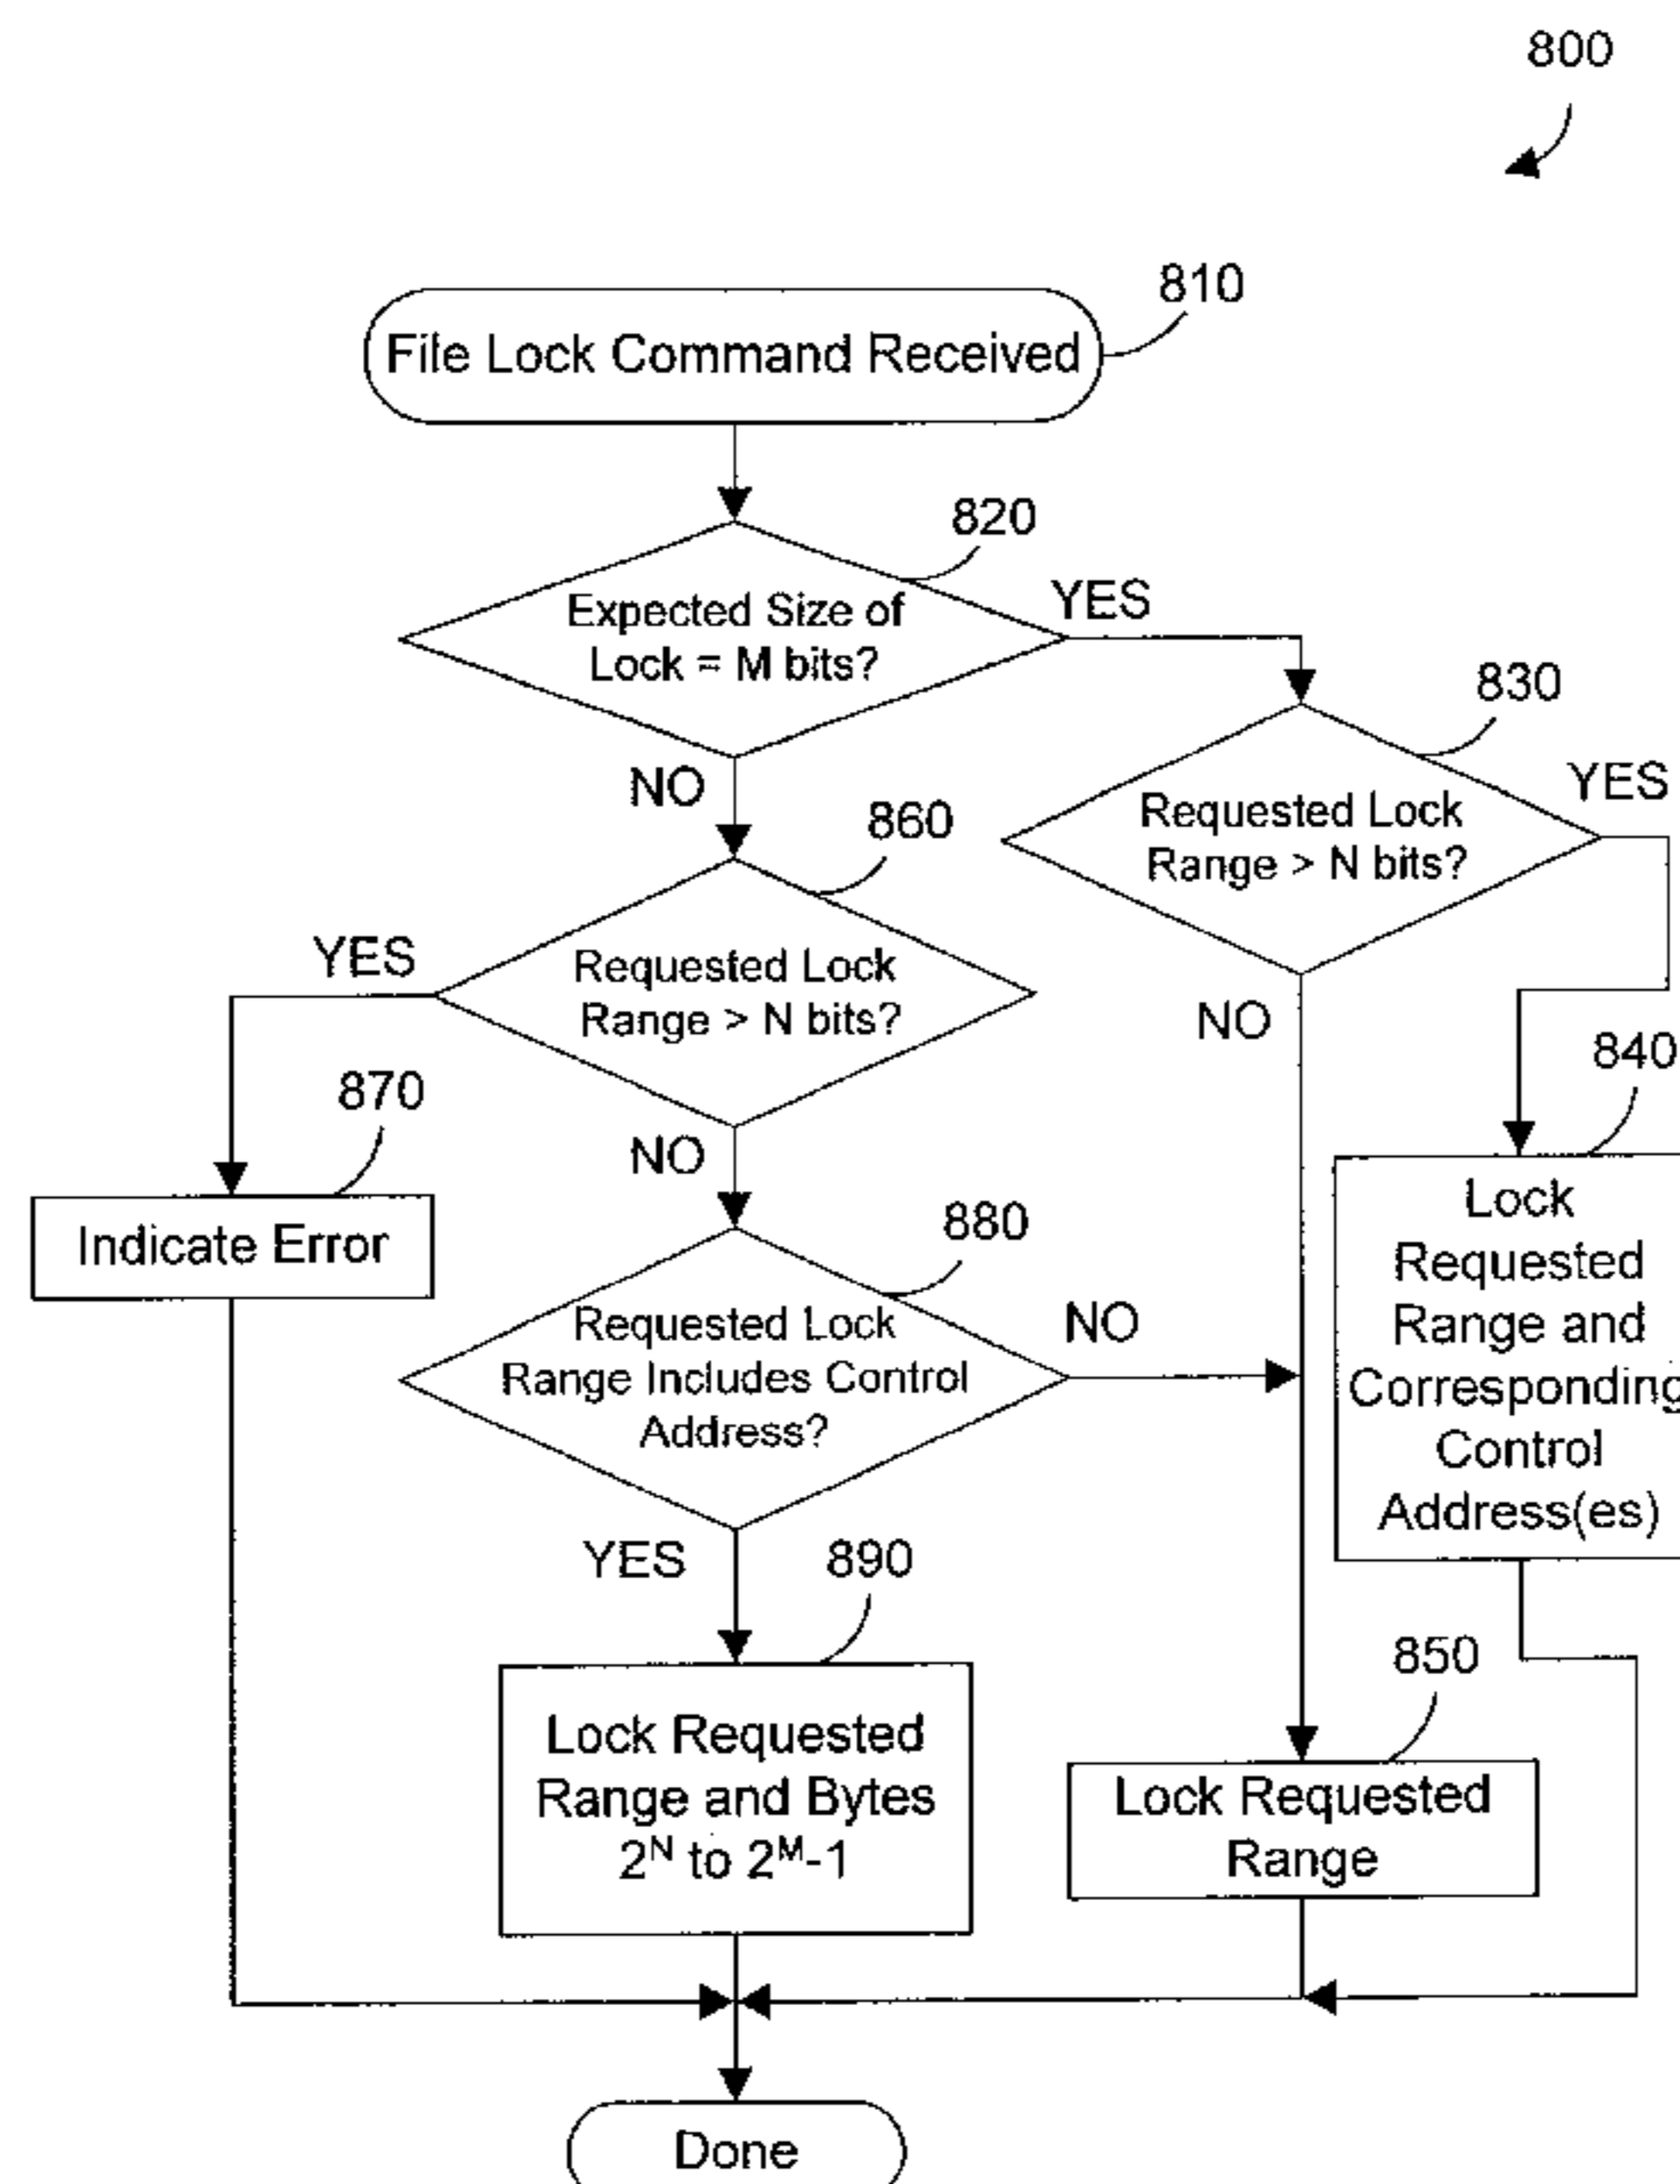 800
810
File Lock Command Received
820
Expected Size of
Lock = M bits?
YES
NO
830
Requested Lock
Range > N bits?
YES
NO
860
Requested Lock
Range > N bits?
YES
NO
870
Indicate Error
840
Lock
Requested
Range and
Corresponding
Control
Address(es)
880
Requested Lock
Range Includes Control
Address?
NO
YES
890
Lock Requested
Range and Bytes
2^N to 2^M-1
850
Lock Requested
Range
Done